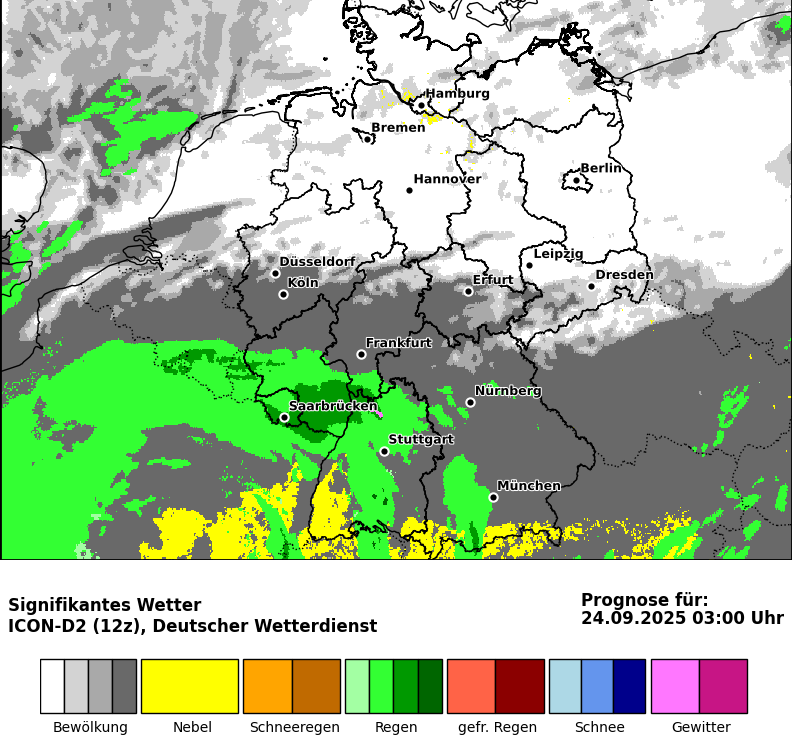 Hamburg
Bremen
Berlin
Hannover
Leipzig
Düsseldorf
Dresden
Köln
Erfurt
Frankfurt
Nürnberg
Saarbrücken
Stuttgart
München
Signifikantes Wetter
ICON-D2 (12z), Deutscher Wetterdienst
Prognose für:
24.09.2025 03:00 Uhr
Bewölkung Nebel Schneeregen Regen gefr. Regen Schnee Gewitter